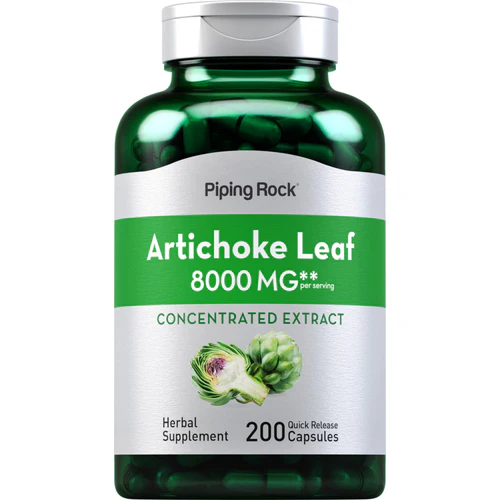 Piping Rock®
Artichoke Leaf
8000 MG**
per serving
CONCENTRATED EXTRACT
Herbal
Supplement
200 Quick Release
Capsules